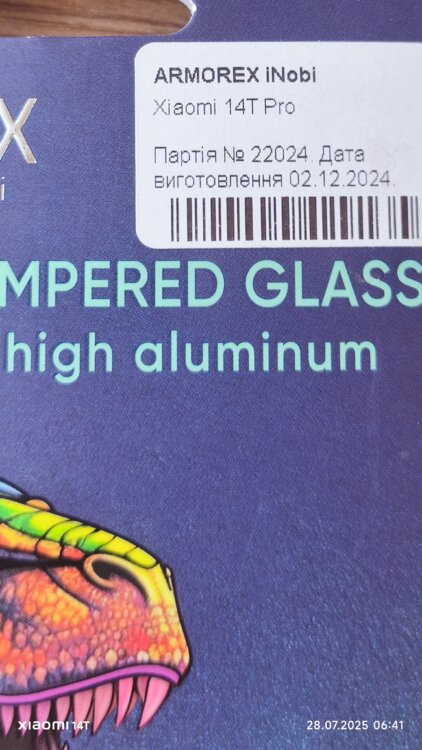 ARMOREX iNobi
Xiaomi 14T Pro
Партія № 22024. Дата
виготовлення 02.12.2024.
X
i
MPERED GLASS
high aluminum
xiaomi 14T
28.07.2025 06:41